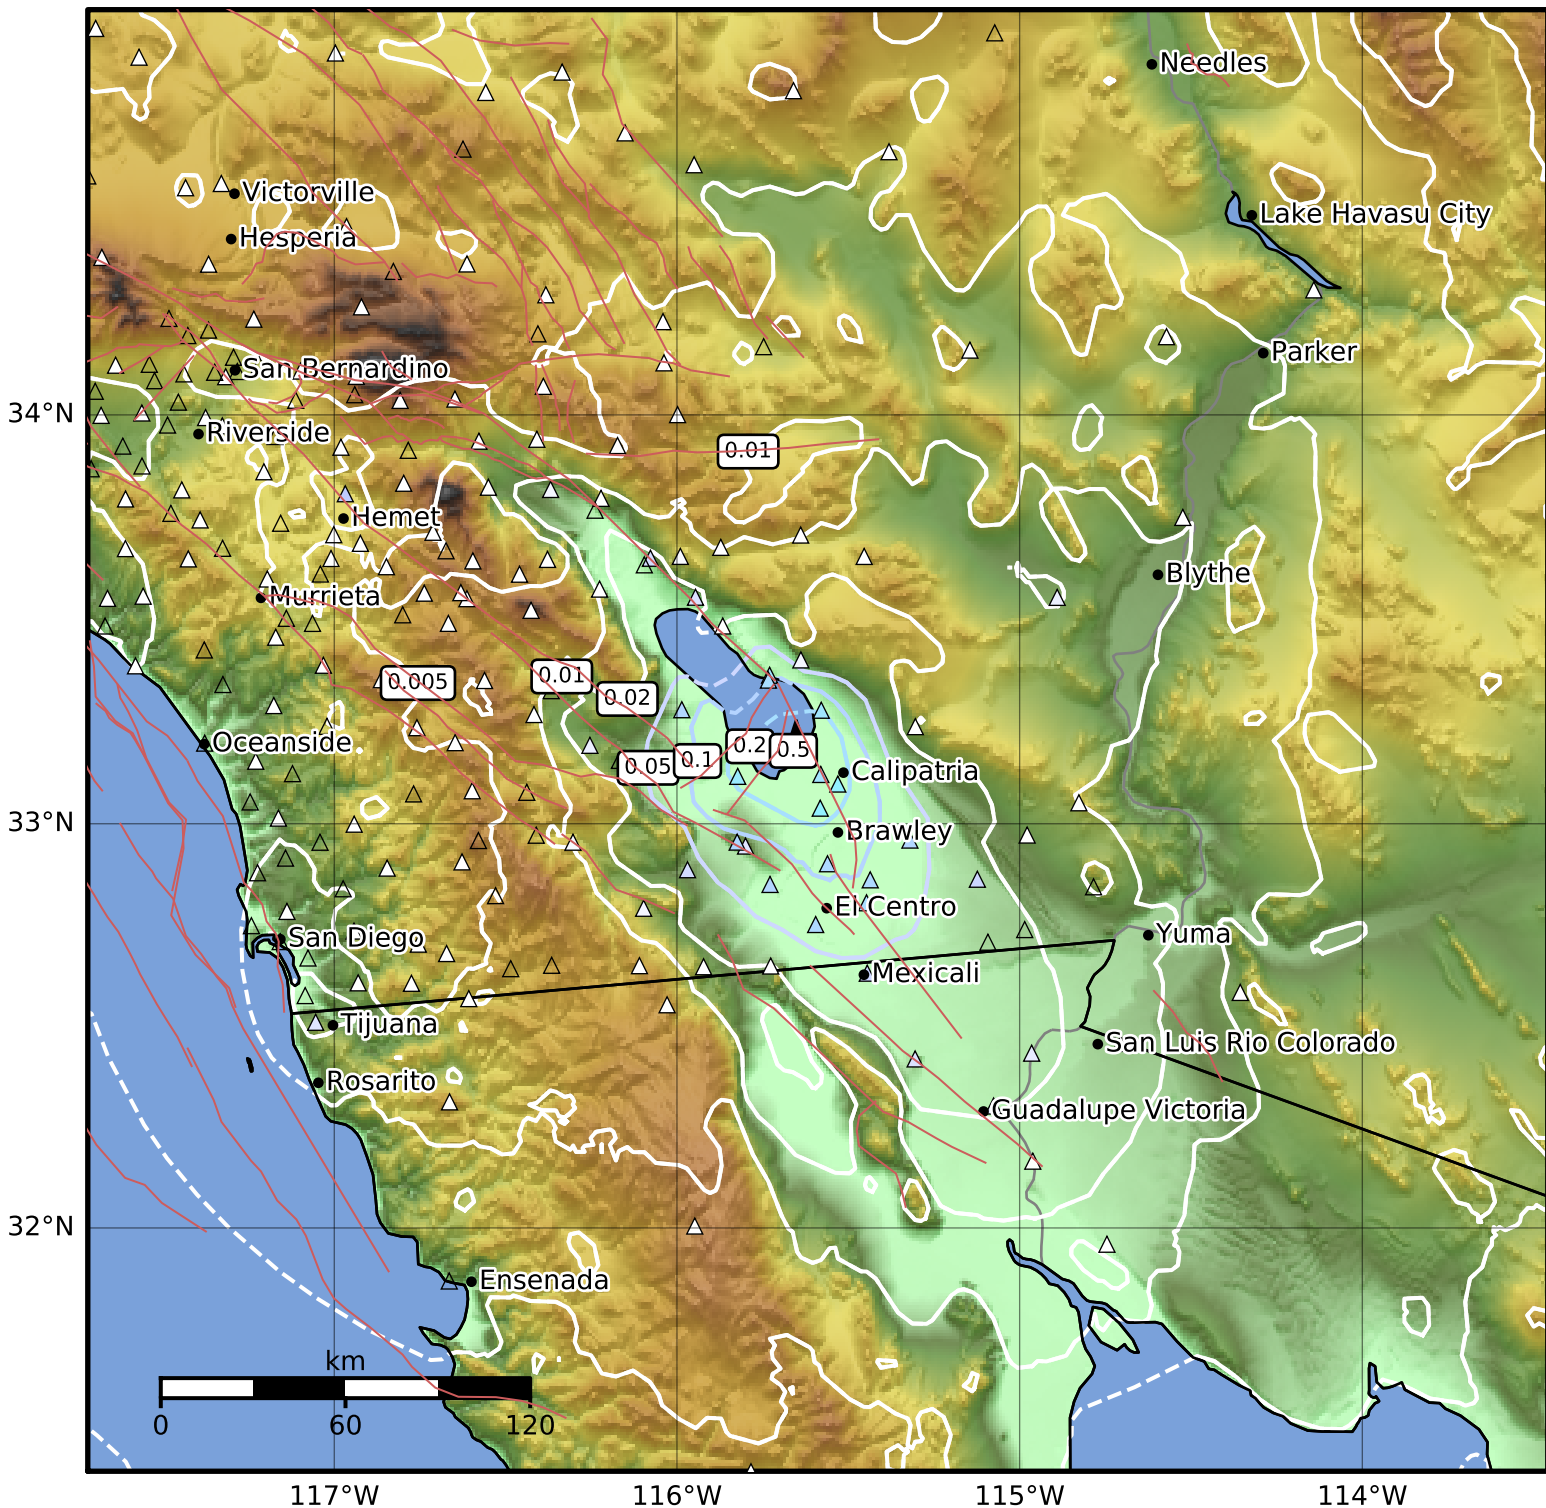 Needles
Victorville
Lake Havasu City
Hesperia
Parker
San Bernardino
34°N
Riverside
0.01
Hemet
Blythe
Murrieta
0.005
0.01
0.02
Oceanside
0.05
0.1
0.2
0.5
Calipatria
33°N
Brawley
El Centro
San Diego
Yuma
Mexicali
Tijuana
San Luis Rio Colorado
Rosarito
Guadalupe Victoria
32°N
Ensenada
km
0
60
120
117°W
116°W
115°W
114°W